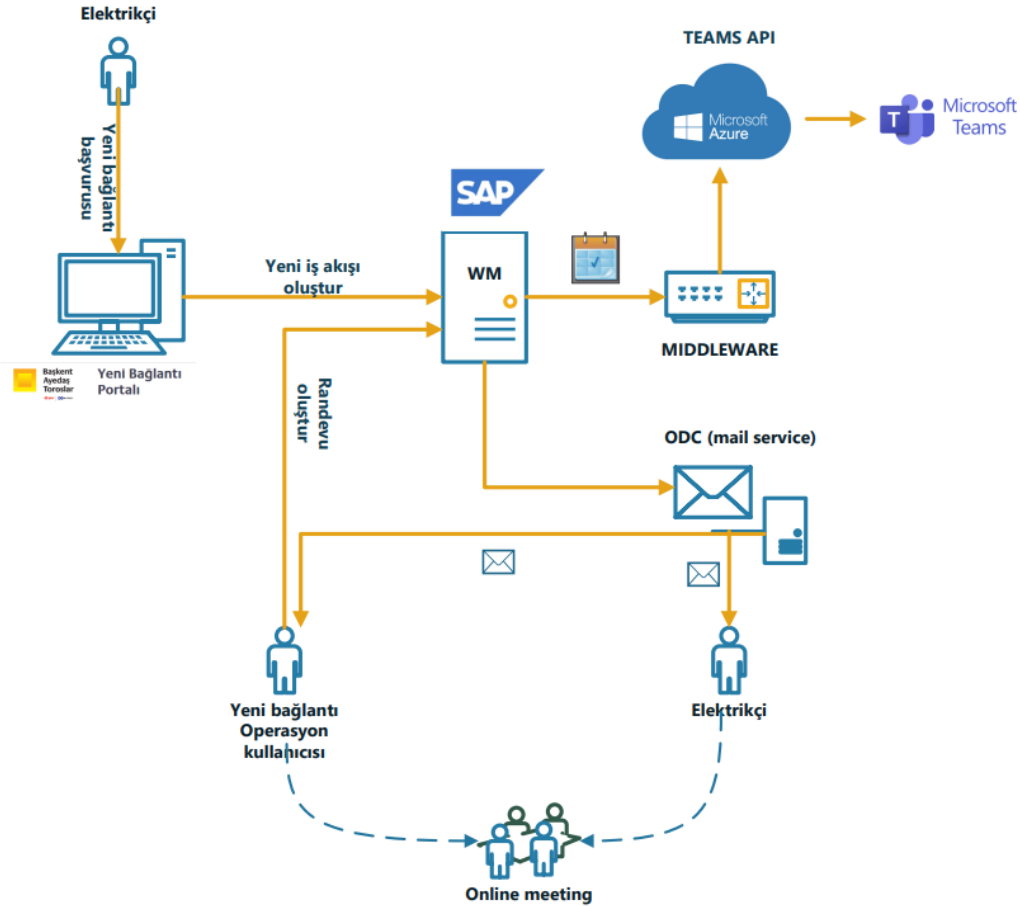 Elektrikçi
Yeni bağlantı
başvurusu
TEAMS API
Microsoft
Azure
T
Microsoft
Teams
SAP
Yeni iş akışı
oluştur
WM
MIDDLEWARE
Başkent
Ayedaş
Toroslar
Yeni Bağlantı
Portalı
Randevu
oluştur
ODC (mail service)
Yeni bağlantı
Operasyon
kullanıcısı
Elektrikçi
Online meeting